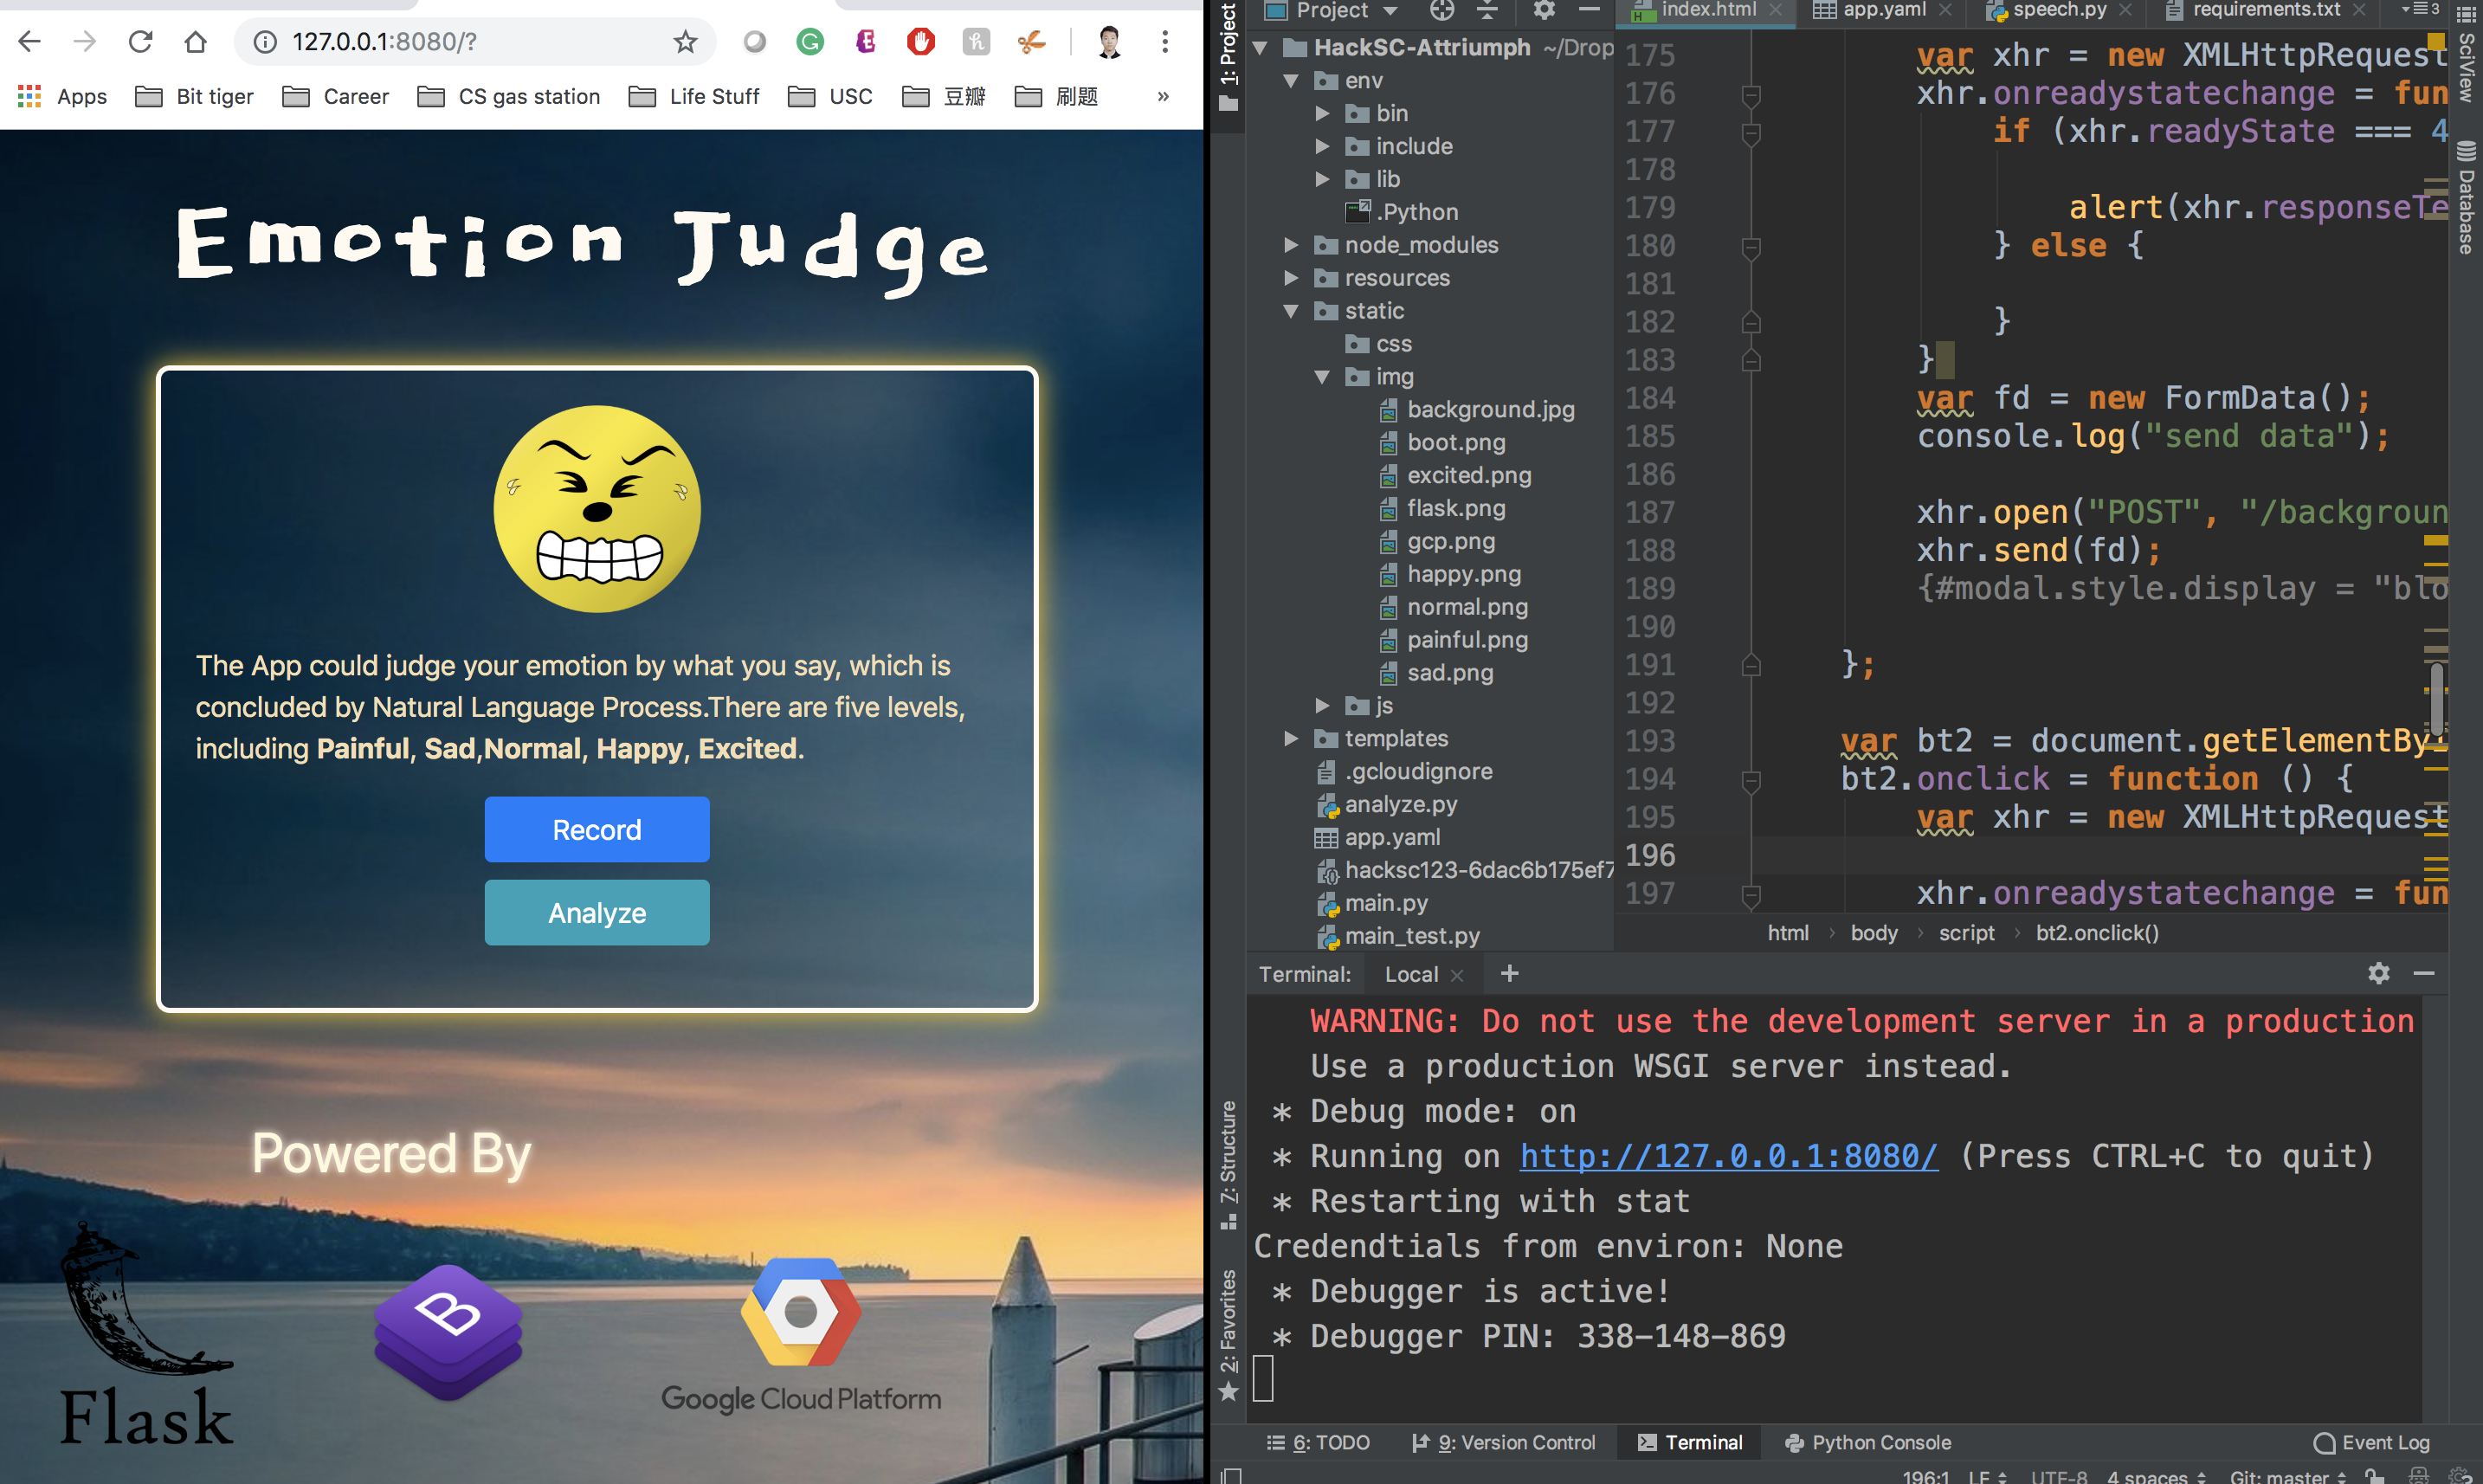 127.0.0.1:8080/?
Apps
Bit tiger
Career
CS gas station
Life Stuff
USC
豆瓣
刷题
»
Emotion Judge
The App could judge your emotion by what you say, which is
concluded by Natural Language Process.There are five levels,
including Painful, Sad,Normal, Happy, Excited.
Record
Analyze
Powered By
Flask
B
Google Cloud Platform
1: Project
7: Structure
2: Favorites
Project
HackSC-Attriumph ~/Drop
env
bin
include
lib
.Python
node_modules
resources
static
css
img
background.jpg
boot.png
excited.png
flask.png
gcp.png
happy.png
normal.png
painful.png
sad.png
js
templates
.gcloudignore
analyze.py
app.yaml
hacksc123-6dac6b175ef7
main.py
main_test.py
index.html
app.yaml
speech.py
requirements.txt
3
175 var xhr = new XMLHttpRequest
176 xhr.onreadystatechange = fun
177 if (xhr.readyState === 4
178
179 alert(xhr.responseTe
180 } else {
181
182 }
183 }
184 var fd = new FormData();
185 console.log("send data");
186
187 xhr.open("POST", "/backgroun
188 xhr.send(fd);
189 {#modal.style.display = "blo
190
191 };
192
193 var bt2 = document.getElementBy
194 bt2.onclick = function () {
195 var xhr = new XMLHttpRequest
196
197 xhr.onreadystatechange = fun
html › body › script › bt2.onclick()
SciView
Database
Terminal:
Local
+
WARNING: Do not use the development server in a production
Use a production WSGI server instead.
* Debug mode: on
* Running on http://127.0.0.1:8080/ (Press CTRL+C to quit)
* Restarting with stat
Credendtials from environ: None
* Debugger is active!
* Debugger PIN: 338-148-869
6: TODO
9: Version Control
Terminal
Python Console
Event Log
196:1
LF
UTF-8
4 spaces
Git: master